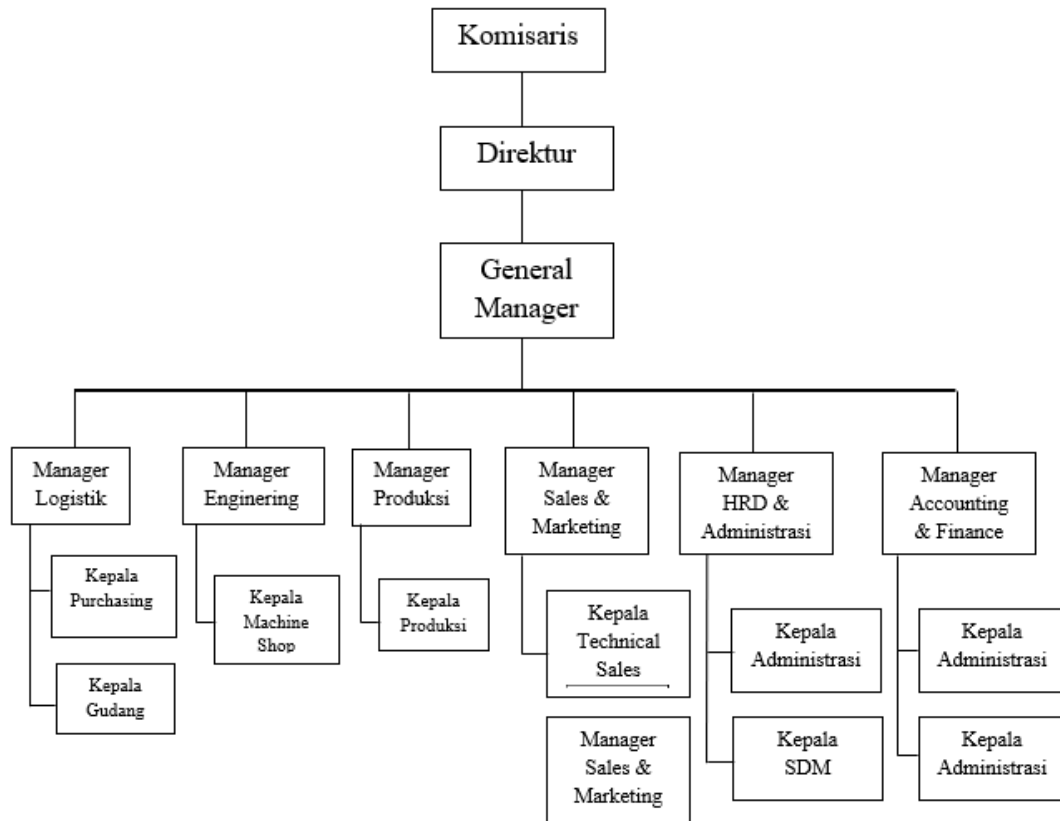 Komisaris
Direktur
General
Manager
Manager
Logistik
Manager
Enginering
Manager
Produksi
Manager
Sales &
Marketing
Manager
HRD &
Administrasi
Manager
Accounting
& Finance
Kepala
Purchasing
Kepala
Gudang
Kepala
Machine
Shop
Kepala
Produksi
Kepala
Technical
Sales
Manager
Sales &
Marketing
Kepala
Administrasi
Kepala
SDM
Kepala
Administrasi
Kepala
Administrasi